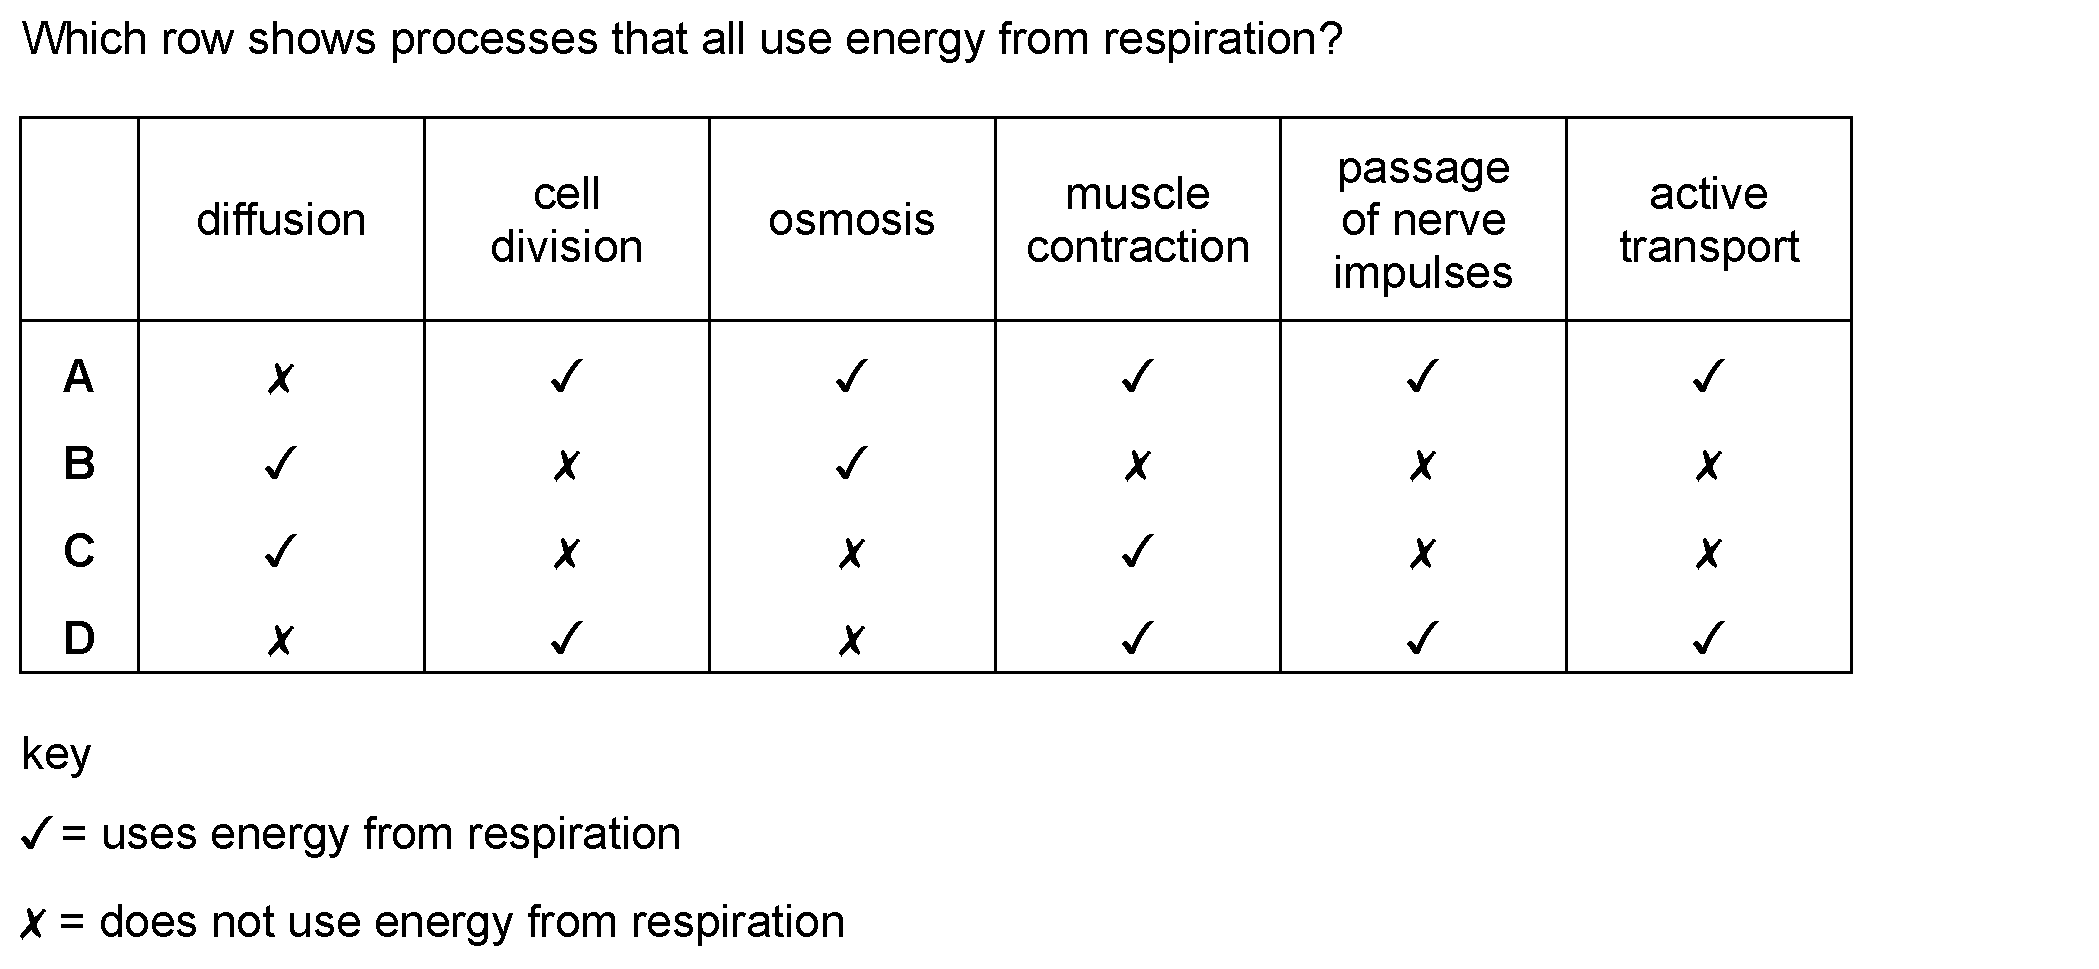 Which row shows processes that all use energy from respiration?
diffusion
cell
division
osmosis
muscle
contraction
passage
of nerve
impulses
active
transport
A ✗ ✓ ✓ ✓ ✓ ✓
B ✓ ✗ ✓ ✗ ✗ ✗
C ✓ ✗ ✗ ✓ ✗ ✗
D ✗ ✓ ✗ ✓ ✓ ✓
key
✓ = uses energy from respiration
✗ = does not use energy from respiration